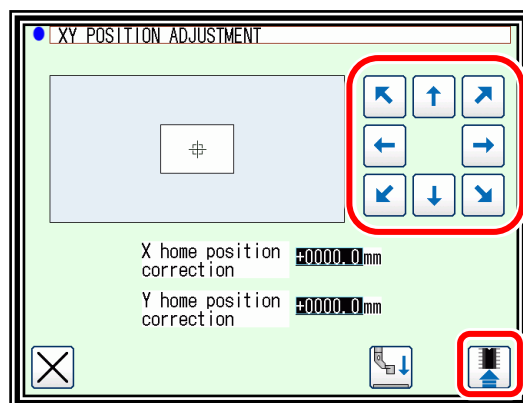 XY POSITION ADJUSTMENT
X home position
correction
+0000.0mm
Y home position
correction
+0000.0mm